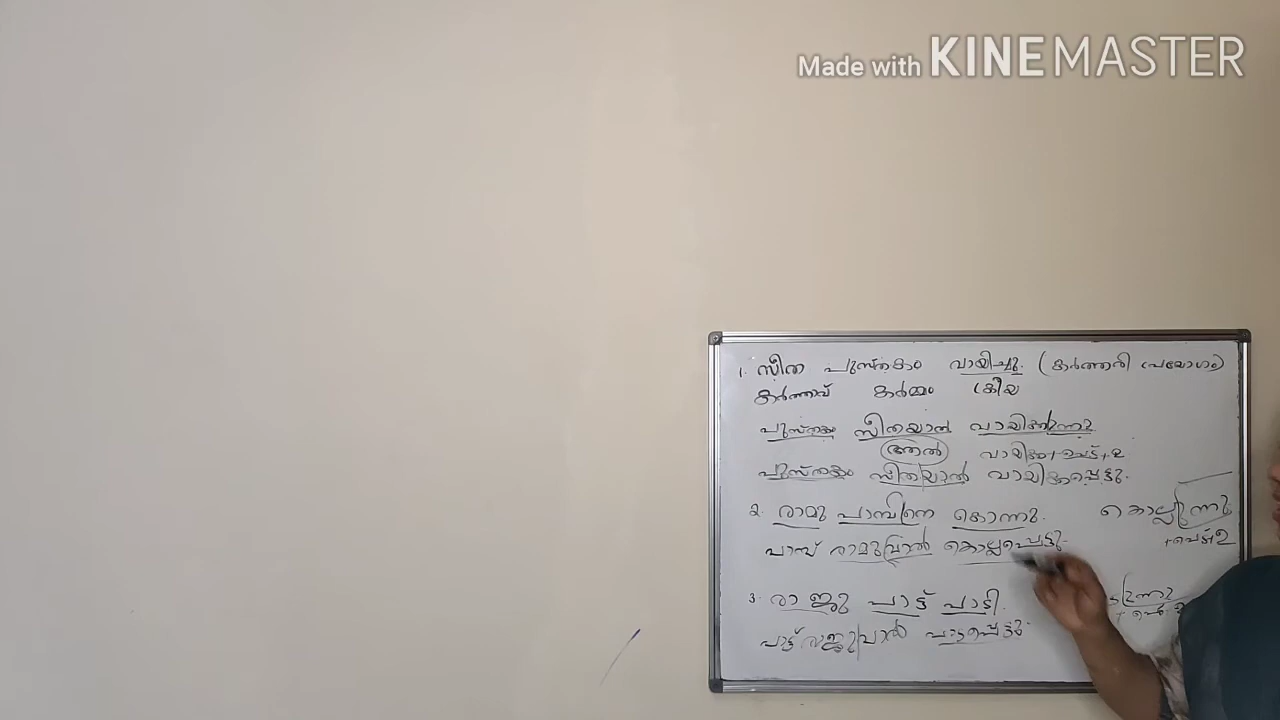 Made with KINEMASTER
1. സീത പുസ്തകം വായിച്ചു. (കർത്തരി പ്രയോഗം)
കർത്താവ് കർമ്മം ക്രിയ
പുസ്തകം സീതയാൽ വായിക്കുന്നു
ആൽ വായിക്ക+പെട്+ഉ
പുസ്തകം സീതയാൽ വായിക്കപ്പെട്ടു.
2. രാമു പാമ്പിനെ കൊന്നു. കൊല്ലുന്നു
+പെട്+ഉ
പാമ്പ് രാമുവാൽ കൊല്ലപ്പെട്ടു.
3. രാജു പാട്ട് പാടി.
പാട്ട് രാജുവാൽ പാടപ്പെട്ടു.